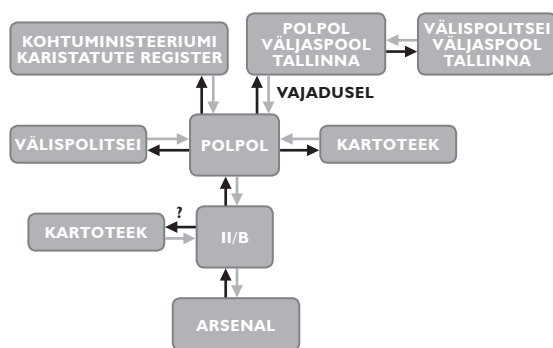 KOHTUMINISTEERIUMI
KARISTATUTE REGISTER
POLPOL
VÄLJASPOOL
TALLINNA
VÄLISPOLITSEI
VÄLJASPOOL
TALLINNA
VAJADUSEL
VÄLISPOLITSEI
POLPOL
KARTOTEEK
?
KARTOTEEK
II/B
ARSENAL